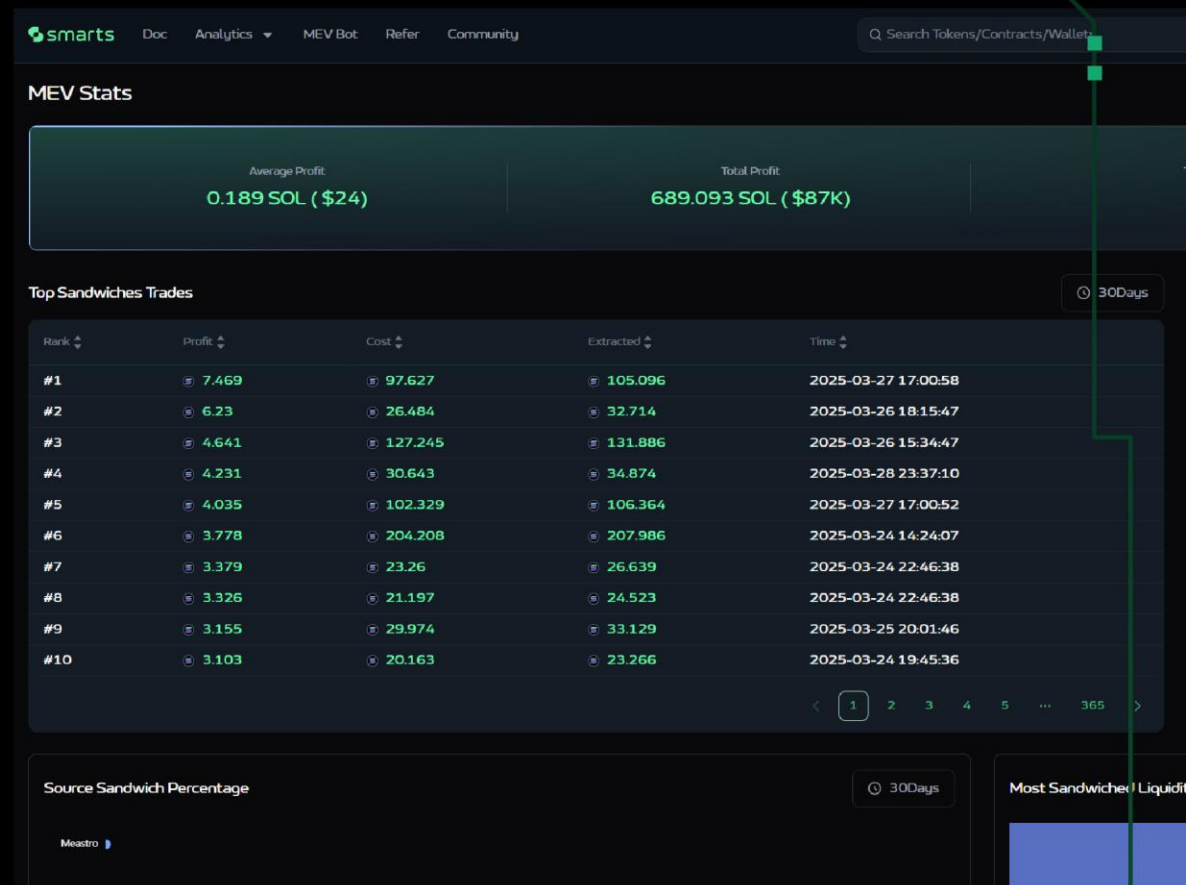 smarts Doc Analytics MEV Bot Refer Community Search Tokens/Contracts/Wallet
MEV Stats
Average Profit Total Profit
0.189 SOL ( $24) 689.093 SOL ( $87K)
Top Sandwiches Trades 30Days
Rank Profit Cost Extracted Time
#1 7.469 97.627 105.096 2025-03-27 17:00:58
#2 6.23 26.484 32.714 2025-03-26 18:15:47
#3 4.641 127.245 131.886 2025-03-26 15:34:47
#4 4.231 30.643 34.874 2025-03-28 23:37:10
#5 4.035 102.329 106.364 2025-03-27 17:00:52
#6 3.778 204.208 207.986 2025-03-24 14:24:07
#7 3.379 23.26 26.639 2025-03-24 22:46:38
#8 3.326 21.197 24.523 2025-03-24 22:46:38
#9 3.155 29.974 33.129 2025-03-25 20:01:46
#10 3.103 20.163 23.266 2025-03-24 19:45:36
< 1 2 3 4 5 ... 365 >
Source Sandwich Percentage 30Days Most Sandwiched Liquidit
Meastro